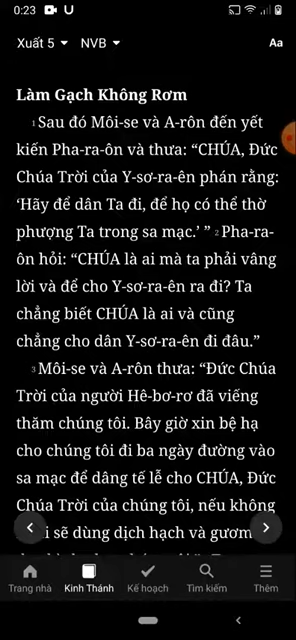 0:23
Xuất 5 NVB Aa
Làm Gạch Không Rơm
1 Sau đó Môi-se và A-rôn đến yết
kiến Pha-ra-ôn và thưa: “CHÚA, Đức
Chúa Trời của Y-sơ-ra-ên phán rằng:
‘Hãy để dân Ta đi, để họ có thể thờ
phượng Ta trong sa mạc.’ ” 2 Pha-ra-
ôn hỏi: “CHÚA là ai mà ta phải vâng
lời và để cho Y-sơ-ra-ên ra đi? Ta
chẳng biết CHÚA là ai và cũng
chẳng cho dân Y-sơ-ra-ên đi đâu.”
3 Môi-se và A-rôn thưa: “Đức Chúa
Trời của người Hê-bơ-rơ đã viếng
thăm chúng tôi. Bây giờ xin bệ hạ
cho chúng tôi đi ba ngày đường vào
sa mạc để dâng tế lễ cho CHÚA, Đức
Chúa Trời của chúng tôi, nếu không
sẽ dùng dịch hạch và gươm
Trang nhà Kinh Thánh Kế hoạch Tìm kiếm Thêm